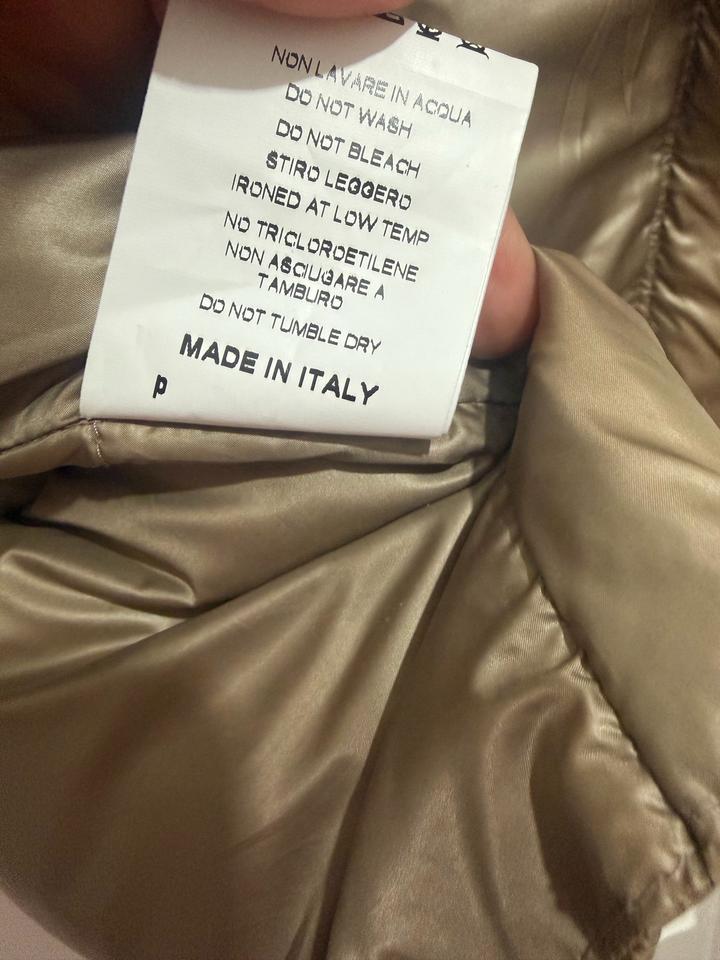 NON LAVARE IN ACQUA
DO NOT WASH
DO NOT BLEACH
STIRO LEGGERO
IRONED AT LOW TEMP
NO TRICLOROETILENE
NON ASCIUGARE A
TAMBURO
DO NOT TUMBLE DRY
MADE IN ITALY
p